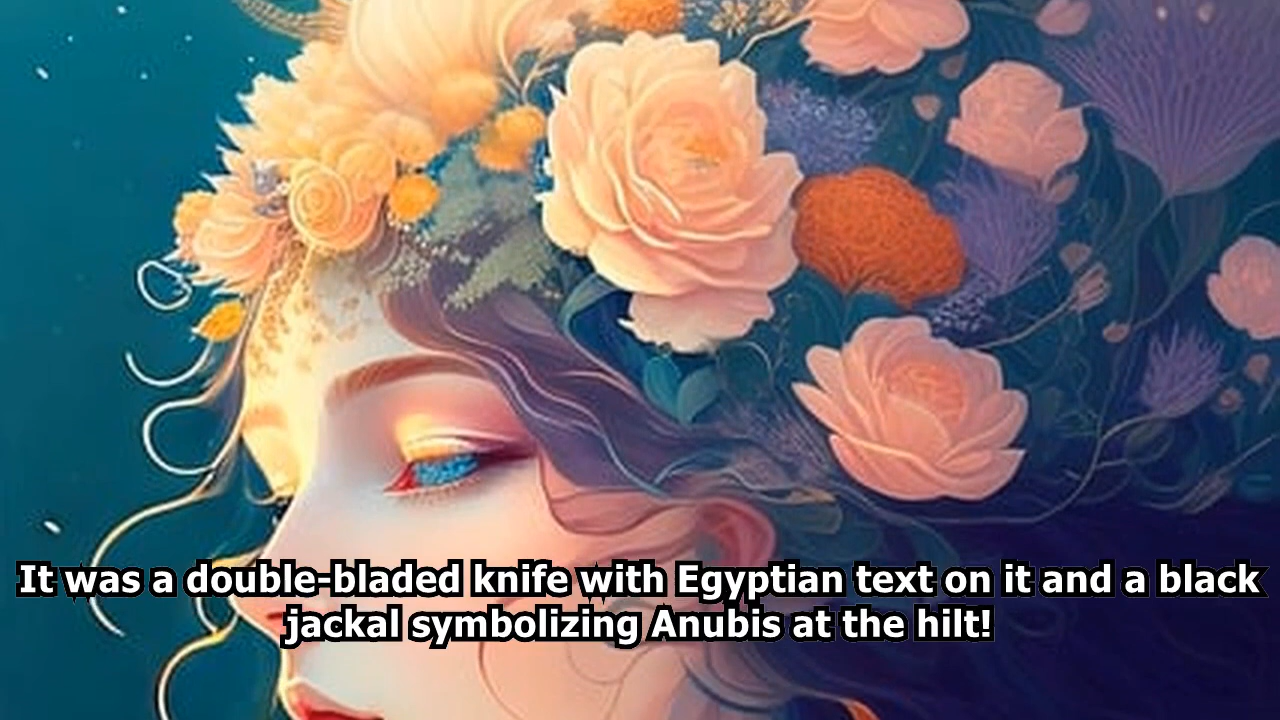 It was a double-bladed knife with Egyptian text on it and a black
jackal symbolizing Anubis at the hilt!